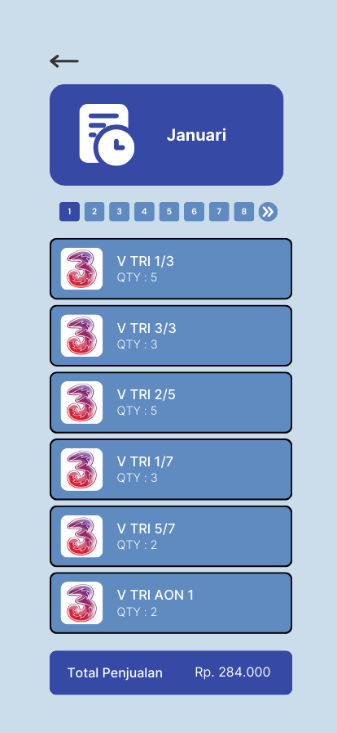 Januari
1 2 3 4 5 6 7 8
V TRI 1/3
QTY : 5
V TRI 3/3
QTY : 3
V TRI 2/5
QTY : 5
V TRI 1/7
QTY : 3
V TRI 5/7
QTY : 2
V TRI AON 1
QTY : 2
Total Penjualan Rp. 284.000